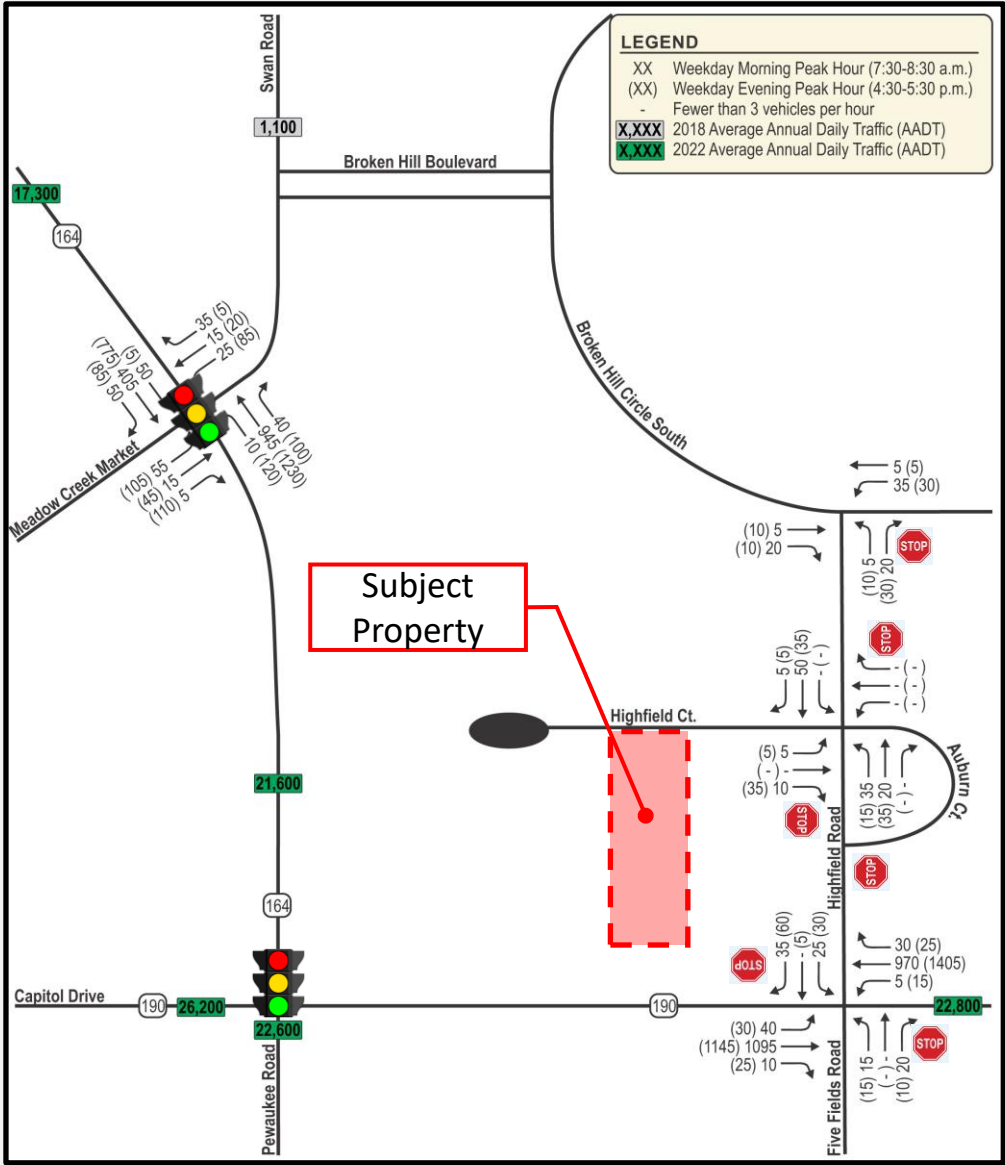 LEGEND
XX Weekday Morning Peak Hour (7:30-8:30 a.m.)
(XX) Weekday Evening Peak Hour (4:30-5:30 p.m.)
- Fewer than 3 vehicles per hour
X,XXX 2018 Average Annual Daily Traffic (AADT)
X,XXX 2022 Average Annual Daily Traffic (AADT)
Swan Road
1,100
Broken Hill Boulevard
17,300
164
35 (5)
15 (20)
25 (85)
(5) 50
(775) 405
(85) 50
40 (100)
945 (1230)
10 (120)
(105) 55
(45) 15
(110) 5
Meadow Creek Market
Broken Hill Circle South
5 (5)
35 (30)
(10) 5
(10) 20
(10) 5
(30) 20
STOP
Subject
Property
STOP
5 (5)
50 (35)
- (-)
- (-)
- (-)
- (-)
Highfield Ct.
(5) 5
(-) -
(35) 10
STOP
(15) 35
(35) 20
(-) -
Auburn Ct.
Highfield Road
STOP
21,600
164
35 (60)
- (5)
25 (30)
STOP
30 (25)
970 (1405)
5 (15)
Capitol Drive
190
26,200
190
22,800
22,600
(30) 40
(1145) 1095
(25) 10
(15) 15
(-) -
(10) 20
STOP
Pewaukee Road
Five Fields Road